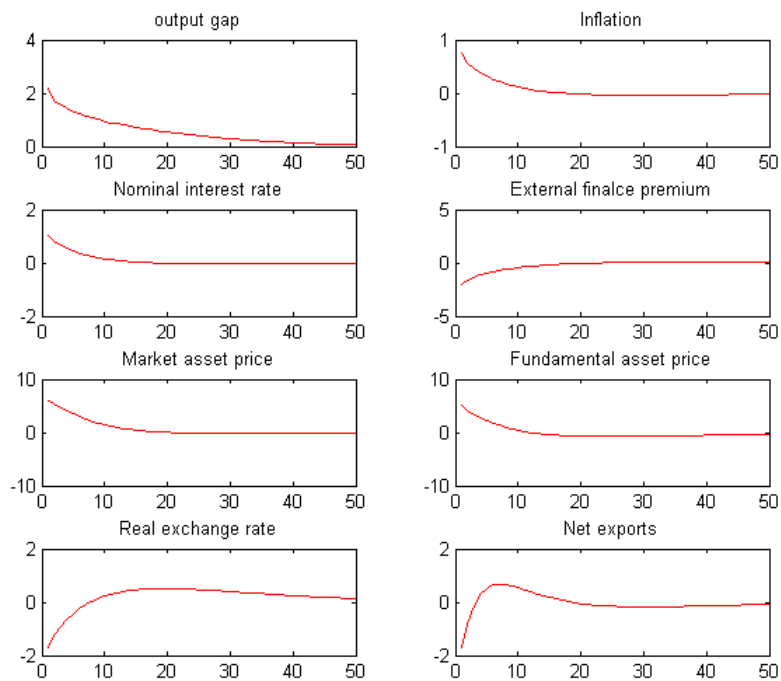 output gap
Inflation
4
2
0
0 10 20 30 40 50
1
0
-1
0 10 20 30 40 50
Nominal interest rate
External finalce premium
2
0
-2
0 10 20 30 40 50
5
0
-5
0 10 20 30 40 50
Market asset price
Fundamental asset price
10
0
-10
0 10 20 30 40 50
10
0
-10
0 10 20 30 40 50
Real exchange rate
Net exports
2
0
-2
0 10 20 30 40 50
2
0
-2
0 10 20 30 40 50